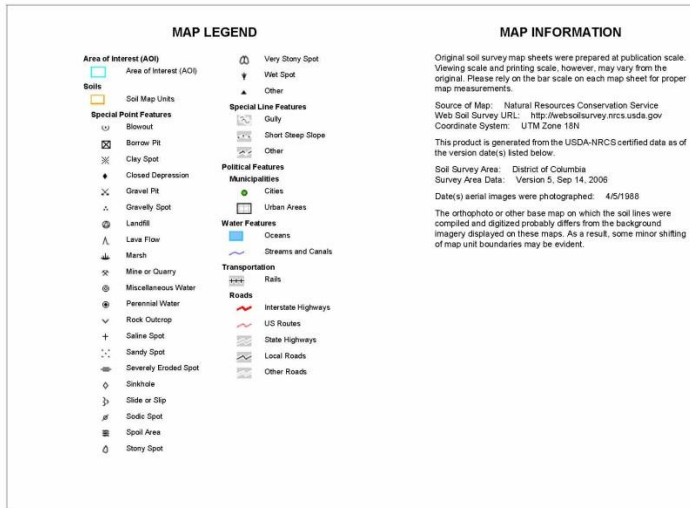 MAP LEGEND
Area of Interest (AOI)
Area of Interest (AOI)
Soils
Soil Map Units
Special Point Features
Blowout
Borrow Pit
Clay Spot
Closed Depression
Gravel Pit
Gravelly Spot
Landfill
Lava Flow
Marsh
Mine or Quarry
Miscellaneous Water
Perennial Water
Rock Outcrop
Saline Spot
Sandy Spot
Severely Eroded Spot
Sinkhole
Slide or Slip
Sodic Spot
Spoil Area
Stony Spot
Very Stony Spot
Wet Spot
Other
Special Line Features
Gully
Short Steep Slope
Other
Political Features
Municipalities
Cities
Urban Areas
Water Features
Oceans
Streams and Canals
Transportation
Rails
Roads
Interstate Highways
US Routes
State Highways
Local Roads
Other Roads
MAP INFORMATION
Original soil survey map sheets were prepared at publication scale.
Viewing scale and printing scale, however, may vary from the
original. Please rely on the bar scale on each map sheet for proper
map measurements.
Source of Map: Natural Resources Conservation Service
Web Soil Survey URL: http://websoilsurvey.nrcs.usda.gov
Coordinate System: UTM Zone 18N
This product is generated from the USDA-NRCS certified data as of
the version date(s) listed below.
Soil Survey Area: District of Columbia
Survey Area Data: Version 5, Sep 14, 2006
Date(s) aerial images were photographed: 4/5/1988
The orthophoto or other base map on which the soil lines were
compiled and digitized probably differs from the background
imagery displayed on these maps. As a result, some minor shifting
of map unit boundaries may be evident.